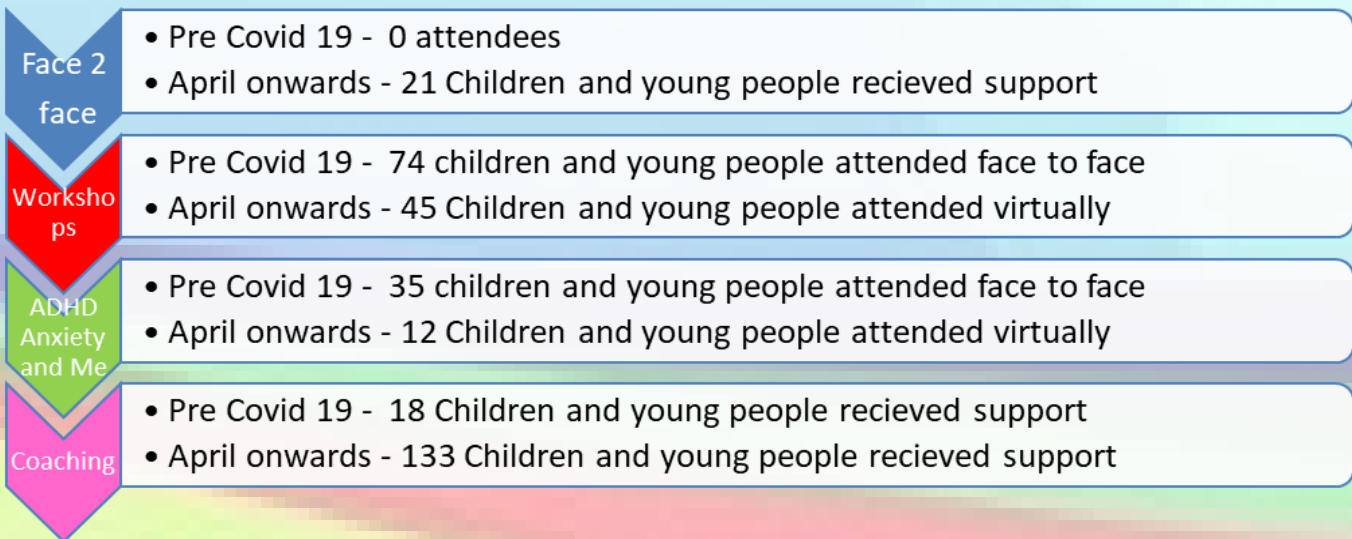 Face 2
face
• Pre Covid 19 -  0 attendees
• April onwards - 21 Children and young people recieved support
Worksho
ps
• Pre Covid 19 -  74 children and young people attended face to face
• April onwards - 45 Children and young people attended virtually
ADHD
Anxiety
and Me
• Pre Covid 19 -  35 children and young people attended face to face
• April onwards - 12 Children and young people attended virtually
Coaching
• Pre Covid 19 -  18 Children and young people recieved support
• April onwards - 133 Children and young people recieved support